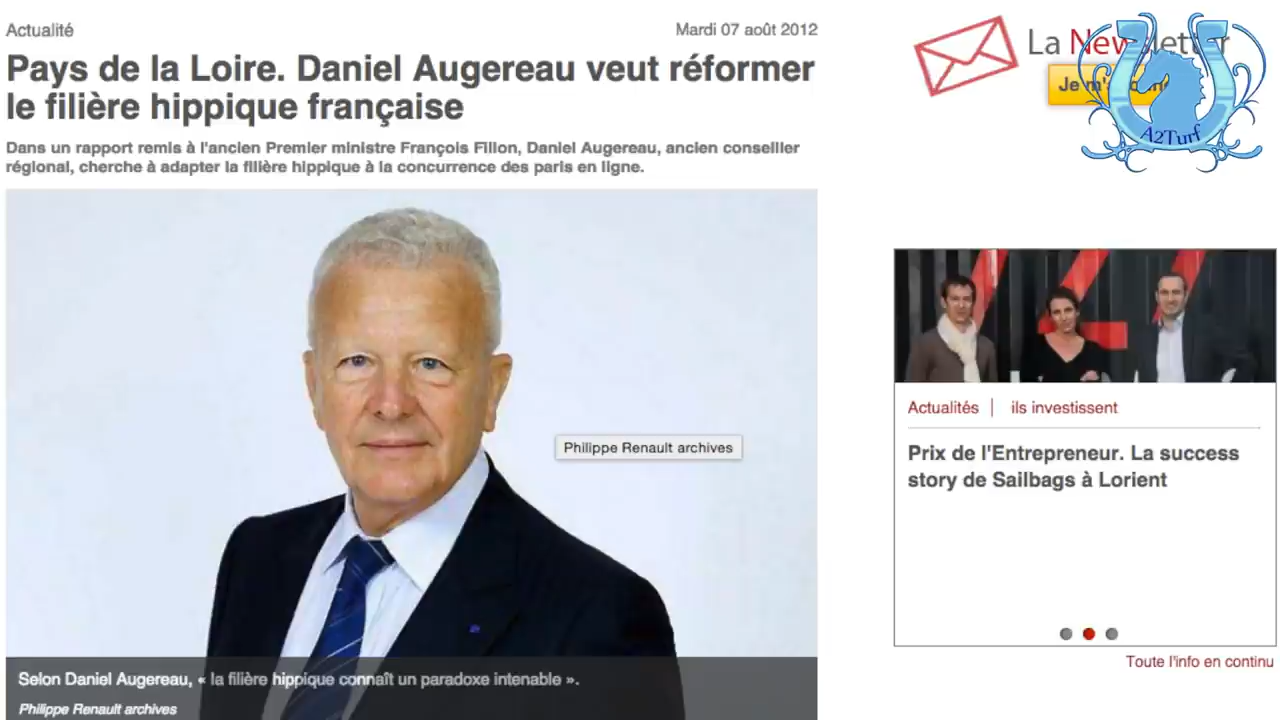 Actualité
Mardi 07 août 2012
Pays de la Loire. Daniel Augereau veut réformer
le filière hippique française
Dans un rapport remis à l'ancien Premier ministre François Fillon, Daniel Augereau, ancien conseiller
régional, cherche à adapter la filière hippique à la concurrence des paris en ligne.
Philippe Renault archives
Selon Daniel Augereau, « la filière hippique connaît un paradoxe intenable ».
Philippe Renault archives
La Newsletter
Je m'
A2Turf
Actualités | ils investissent
Prix de l'Entrepreneur. La success
story de Sailbags à Lorient
Toute l'info en continu